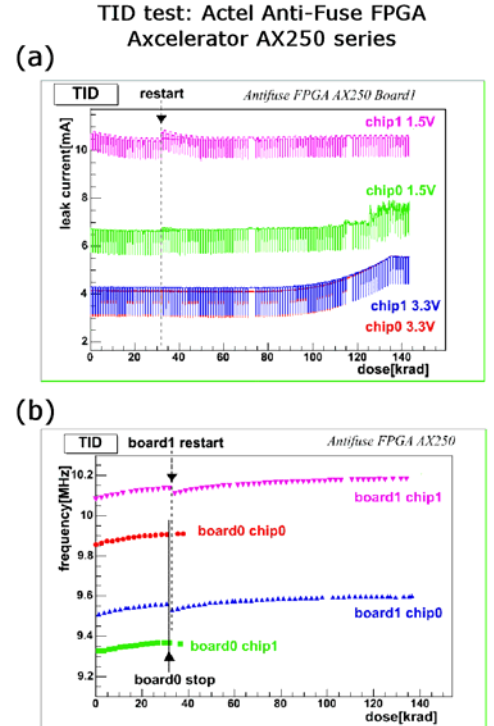 TID test: Actel Anti-Fuse FPGA
Axcelerator AX250 series
(a)
TID
restart
Antifuse FPGA AX250 Board1
leak current[mA]
10
8
6
4
2
chip1 1.5V
chip0 1.5V
chip1 3.3V
chip0 3.3V
0 20 40 60 80 100 120 140
dose[krad]
(b)
TID
board1 restart
Antifuse FPGA AX250
frequency[MHz]
10.2
10
9.8
9.6
9.4
9.2
board1 chip1
board0 chip0
board1 chip0
board0 chip1
board0 stop
0 20 40 60 80 100 120 140
dose[krad]